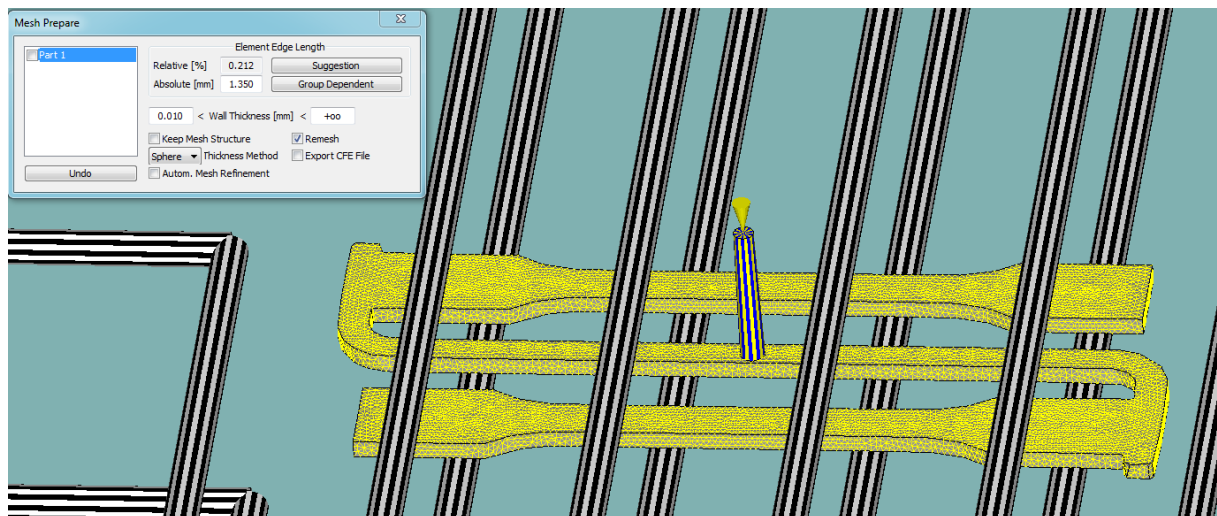 Mesh Prepare
Part 1
Element Edge Length
Relative [%] 0.212 Suggestion
Absolute [mm] 1.350 Group Dependent
0.010 < Wall Thickness [mm] < +oo
Keep Mesh Structure Remesh
Sphere Thickness Method Export CFE File
Undo Autom. Mesh Refinement